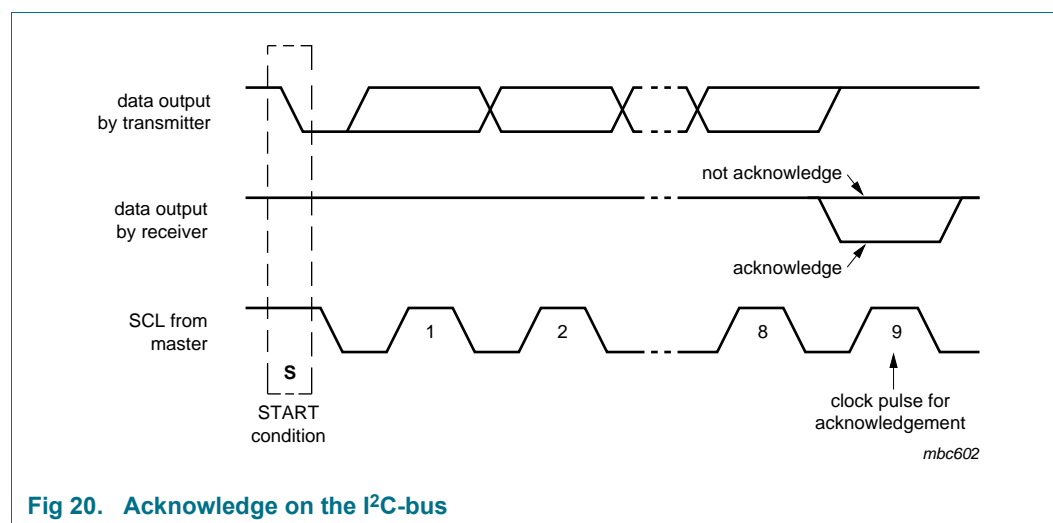 data output
by transmitter
not acknowledge
data output
by receiver
acknowledge
SCL from
master
1
2
8
9
S
START
condition
clock pulse for
acknowledgement
mbc602
Fig 20. Acknowledge on the I²C-bus